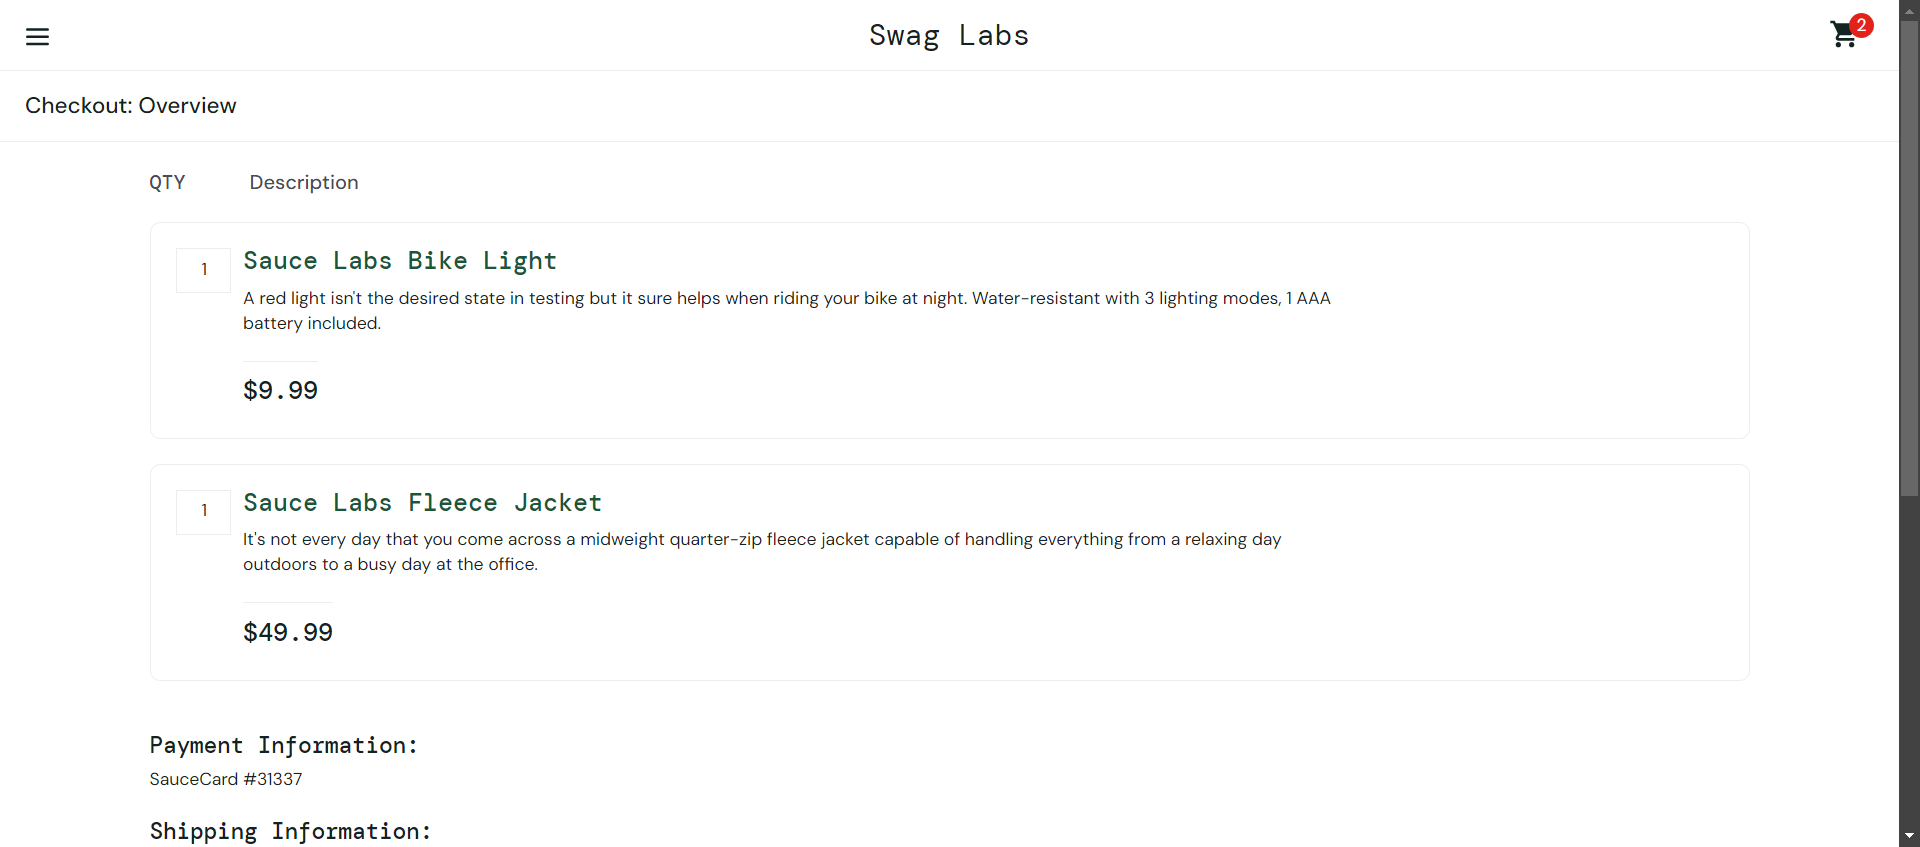 Swag Labs
2
Checkout: Overview
QTY Description
1
Sauce Labs Bike Light
A red light isn't the desired state in testing but it sure helps when riding your bike at night. Water-resistant with 3 lighting modes, 1 AAA
battery included.
$9.99
1
Sauce Labs Fleece Jacket
It's not every day that you come across a midweight quarter-zip fleece jacket capable of handling everything from a relaxing day
outdoors to a busy day at the office.
$49.99
Payment Information:
SauceCard #31337
Shipping Information: